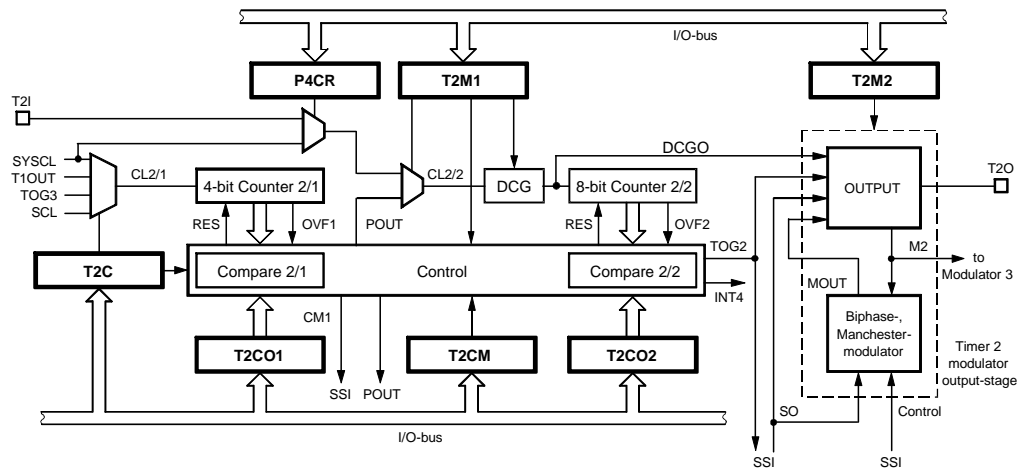 I/O-bus
P4CR
T2M1
T2M2
T2I
DCGO
SYSCL
T1OUT
TOG3
SCL
CL2/1
4-bit Counter 2/1
CL2/2
DCG
8-bit Counter 2/2
OUTPUT
T2O
RES
OVF1
POUT
RES
OVF2
TOG2
T2C
Compare 2/1
Control
Compare 2/2
INT4
M2
to
Modulator 3
MOUT
CM1
Biphase-,
Manchester-
modulator
T2CO1
T2CM
T2CO2
Timer 2
modulator
output-stage
SSI
POUT
SO
Control
I/O-bus
SSI
SSI